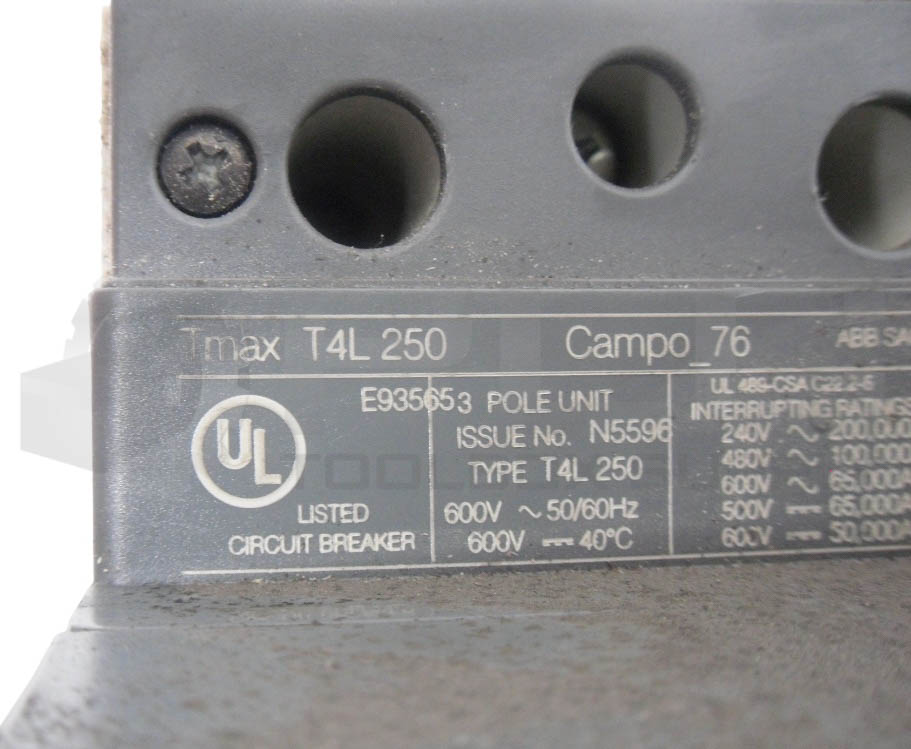 Tmax T4L 250 Campo_76 ABB SA
UL
LISTED
CIRCUIT BREAKER
E93565
3 POLE UNIT
ISSUE No. N5596
TYPE T4L 250
600V ~ 50/60Hz
600V ⎓ 40°C
UL 489-CSA C22.2-5
INTERRUPTING RATINGS
240V ~ 200,000
480V ~ 100,000
600V ~ 65,000A
500V ⎓ 65,000A
600V ⎓ 50,000A